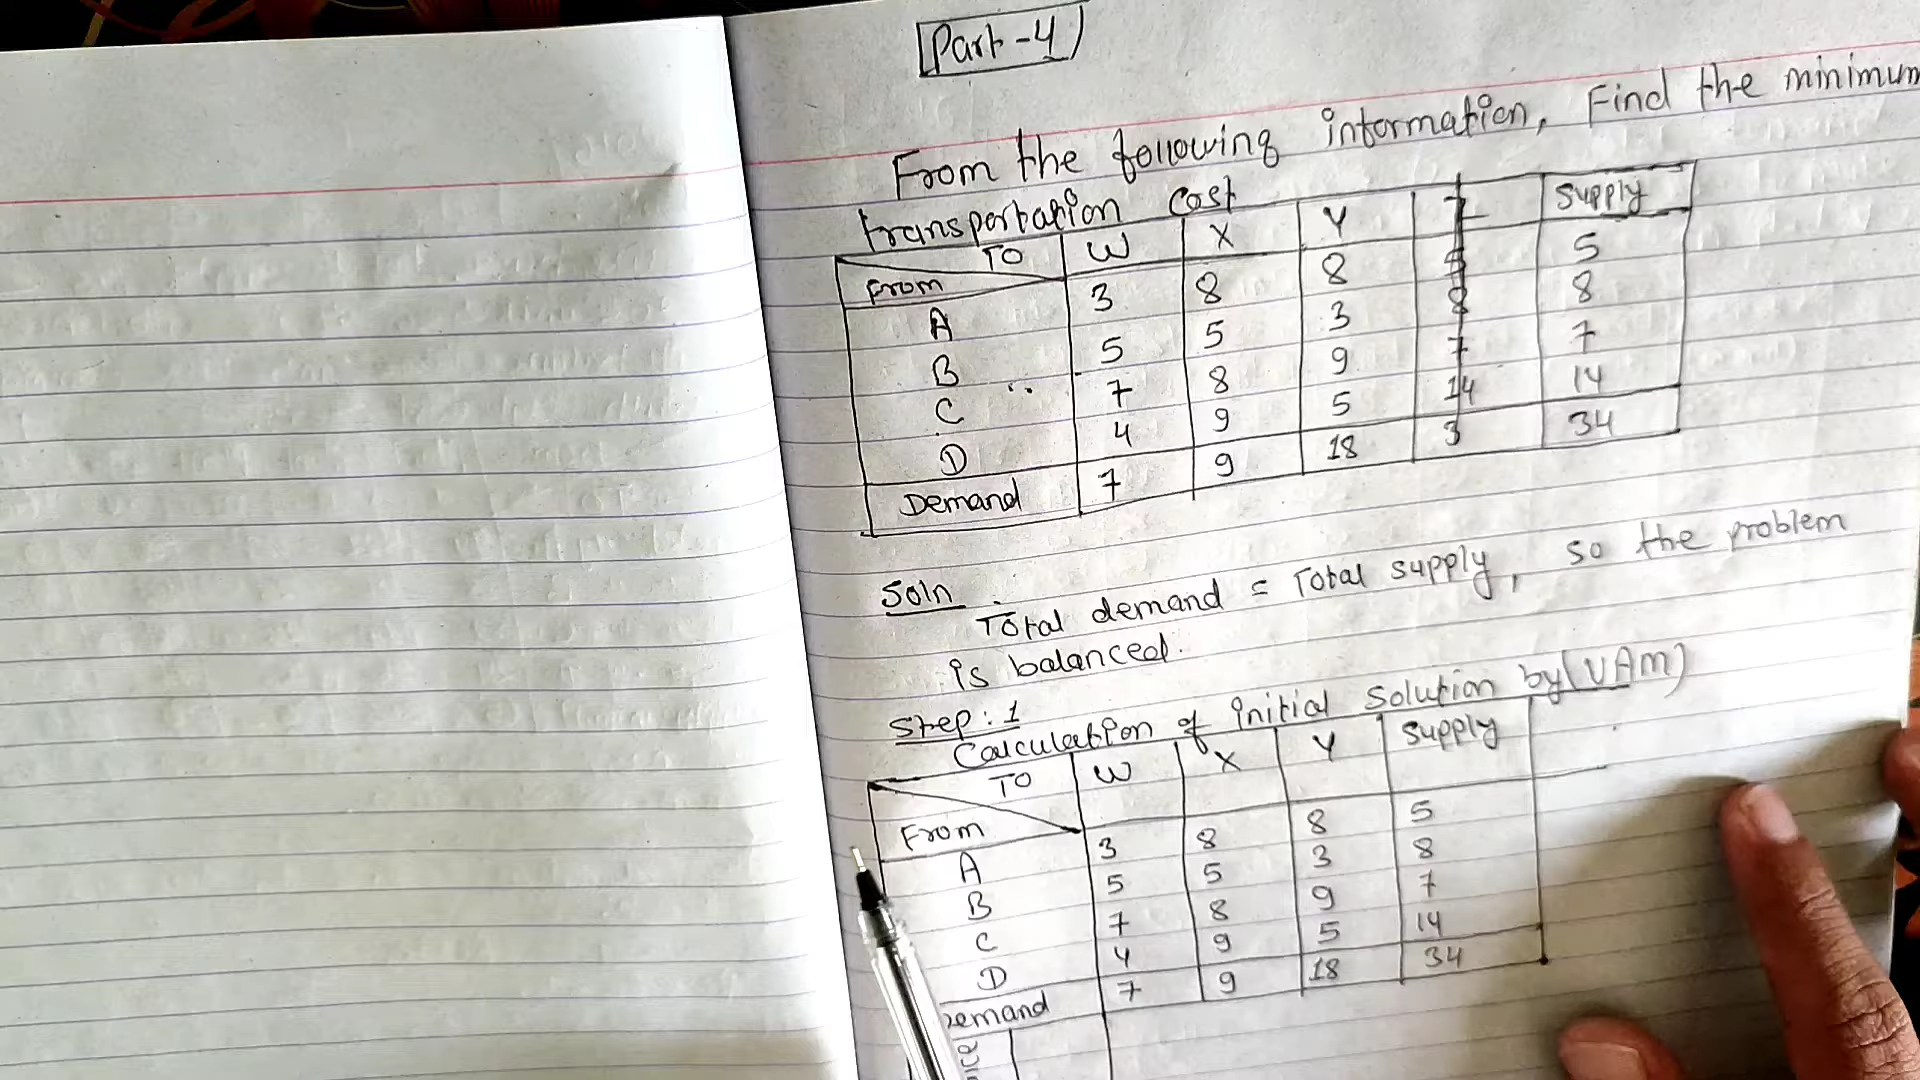 Part-4
From the following information, Find the minimum
transportation cost
TO W X Y Z Supply
From
A 3 8 8 5
B 5 5 3 8
C 7 8 9 7 7
D 4 9 5 14 14
Demand 7 9 18 3 34
Soln
Total demand = Total supply, so the problem
is balanced.
Step: 1
Calculation of initial solution by (VAM)
TO W X Y Supply
From
A 3 8 8 5
B 5 5 3 8
C 7 8 9 7
D 4 9 5 14
Demand 7 9 18 34